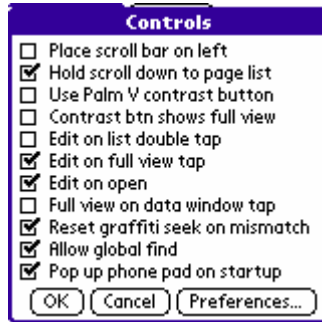 Controls
Place scroll bar on left
Hold scroll down to page list
Use Palm V contrast button
Contrast btn shows full view
Edit on list double tap
Edit on full view tap
Edit on open
Full view on data window tap
Reset graffiti seek on mismatch
Allow global find
Pop up phone pad on startup
OK Cancel Preferences...